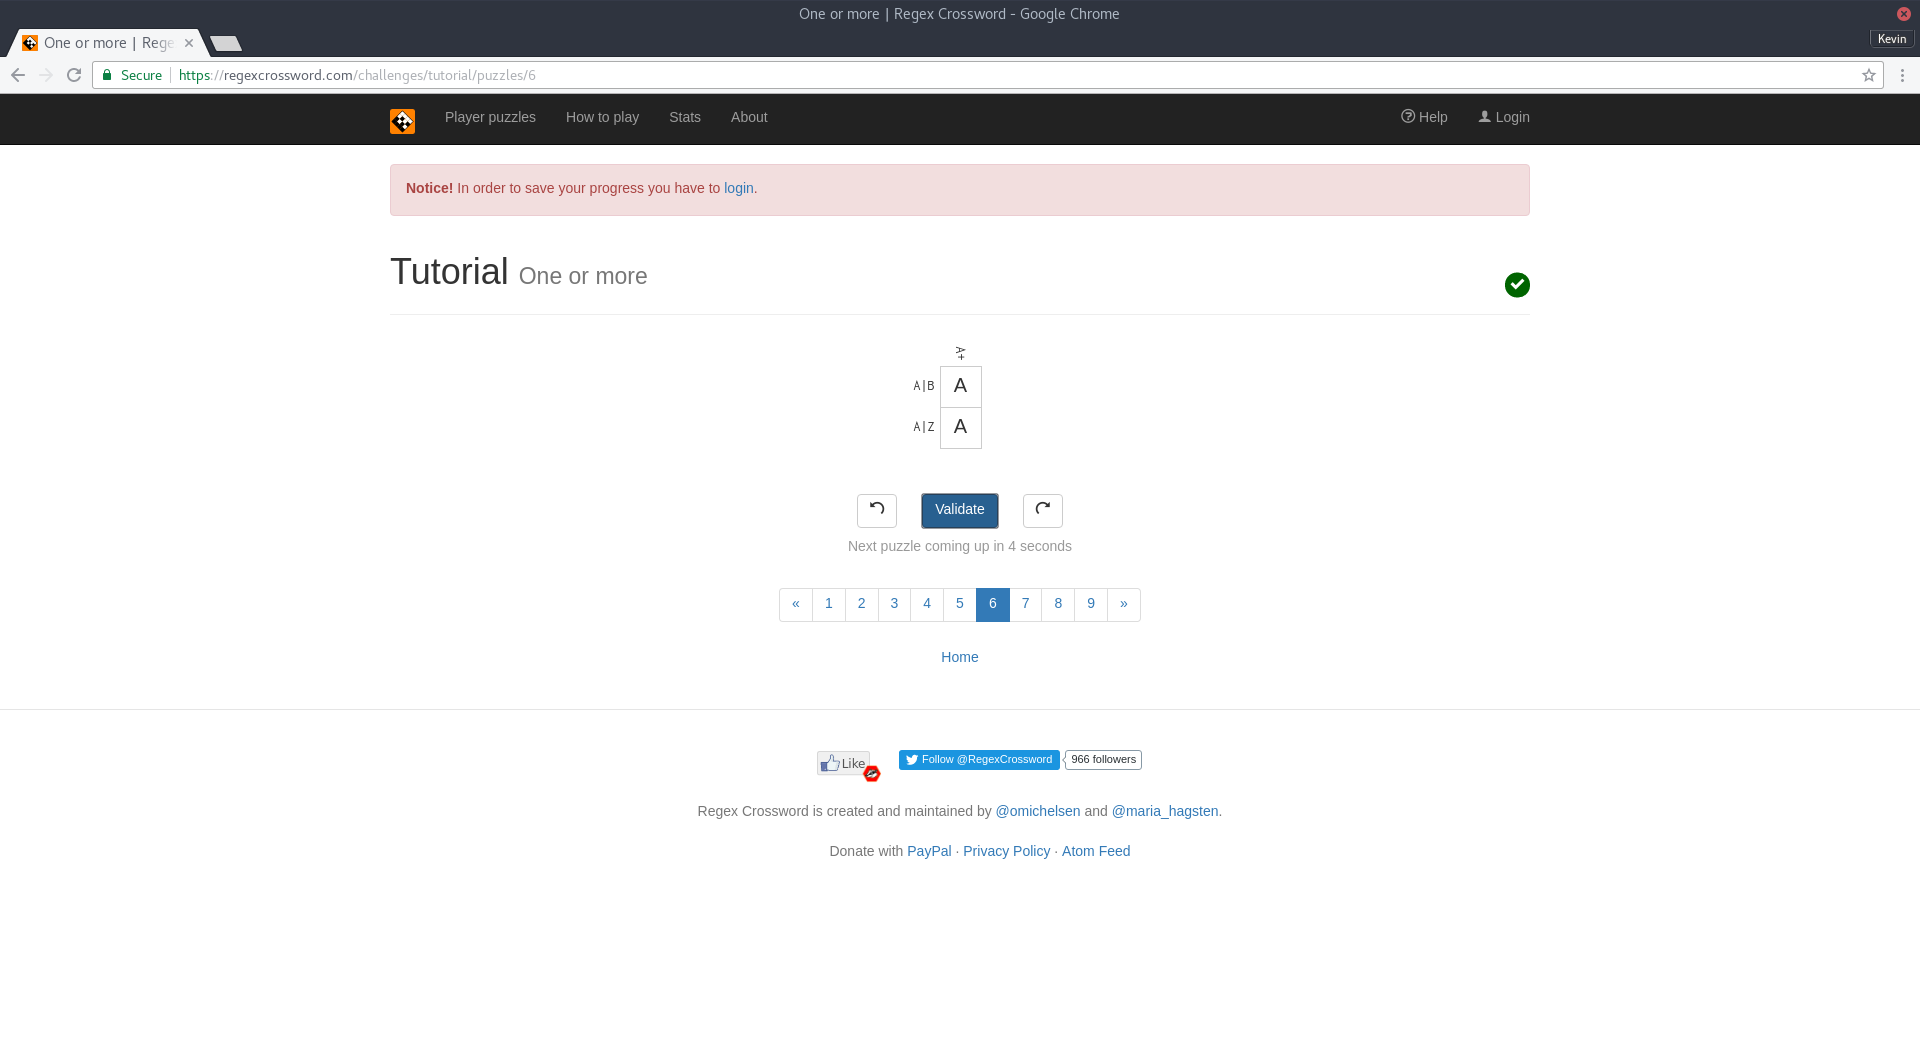 One or more | Regex Crossword - Google Chrome
One or more | Rege
Kevin
Secure https://regexcrossword.com/challenges/tutorial/puzzles/6
Player puzzles How to play Stats About Help Login
Notice! In order to save your progress you have to login.
Tutorial One or more
A+
A|B A
A|Z A
Validate
Next puzzle coming up in 4 seconds
« 1 2 3 4 5 6 7 8 9 »
Home
Like Follow @RegexCrossword 966 followers
Regex Crossword is created and maintained by @omichelsen and @maria_hagsten.
Donate with PayPal · Privacy Policy · Atom Feed